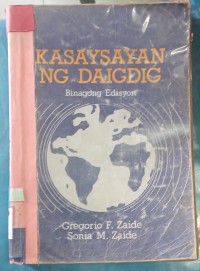 KASAYSAYAN
NG DAIGDIG
Binagong Edisyon
Gregorio F. Zaide
Sonia M. Zaide